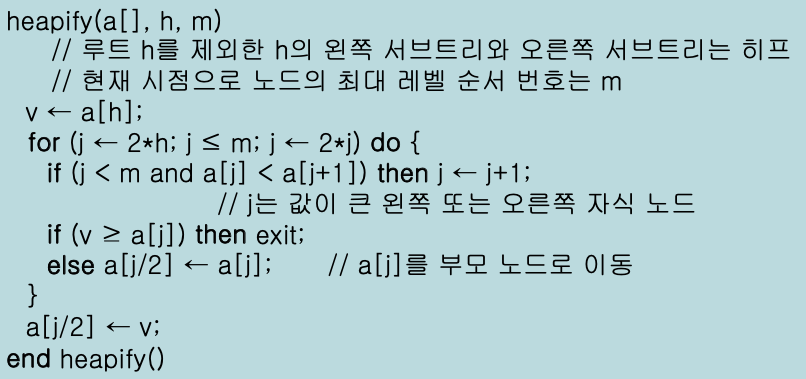 heapify(a[], h, m)
// 루트 h를 제외한 h의 왼쪽 서브트리와 오른쪽 서브트리는 히프
// 현재 시점으로 노드의 최대 레벨 순서 번호는 m
v ← a[h];
for (j ← 2*h; j ≤ m; j ← 2*j) do {
if (j < m and a[j] < a[j+1]) then j ← j+1;
// j는 값이 큰 왼쪽 또는 오른쪽 자식 노드
if (v ≥ a[j]) then exit;
else a[j/2] ← a[j]; // a[j]를 부모 노드로 이동
}
a[j/2] ← v;
end heapify()